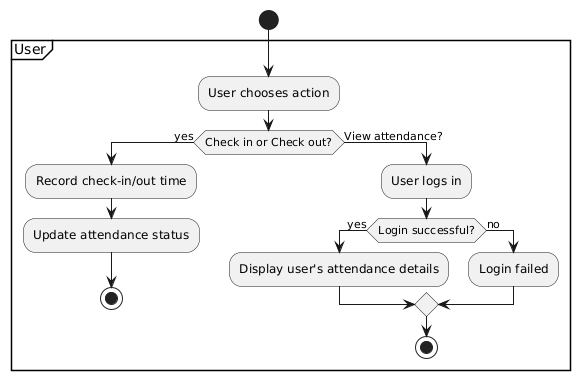 User
User chooses action
yes
Check in or Check out?
View attendance?
Record check-in/out time
Update attendance status
User logs in
yes
Login successful?
no
Display user's attendance details
Login failed